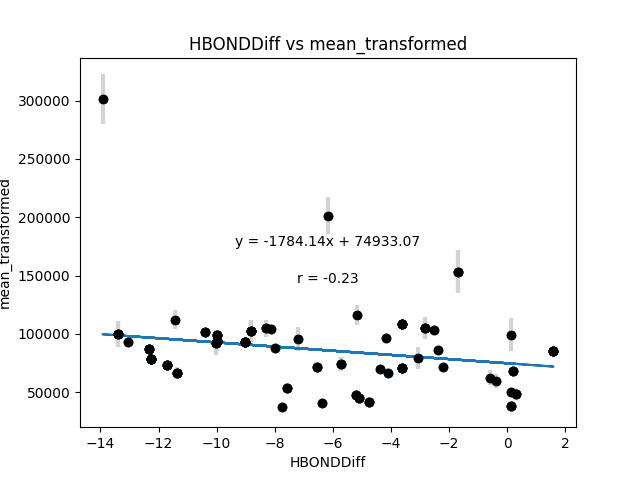 HBONDDiff vs mean_transformed
300000
250000
200000
150000
100000
50000
mean_transformed
y = -1784.14x + 74933.07
r = -0.23
−14 −12 −10 −8 −6 −4 −2 0 2
HBONDDiff